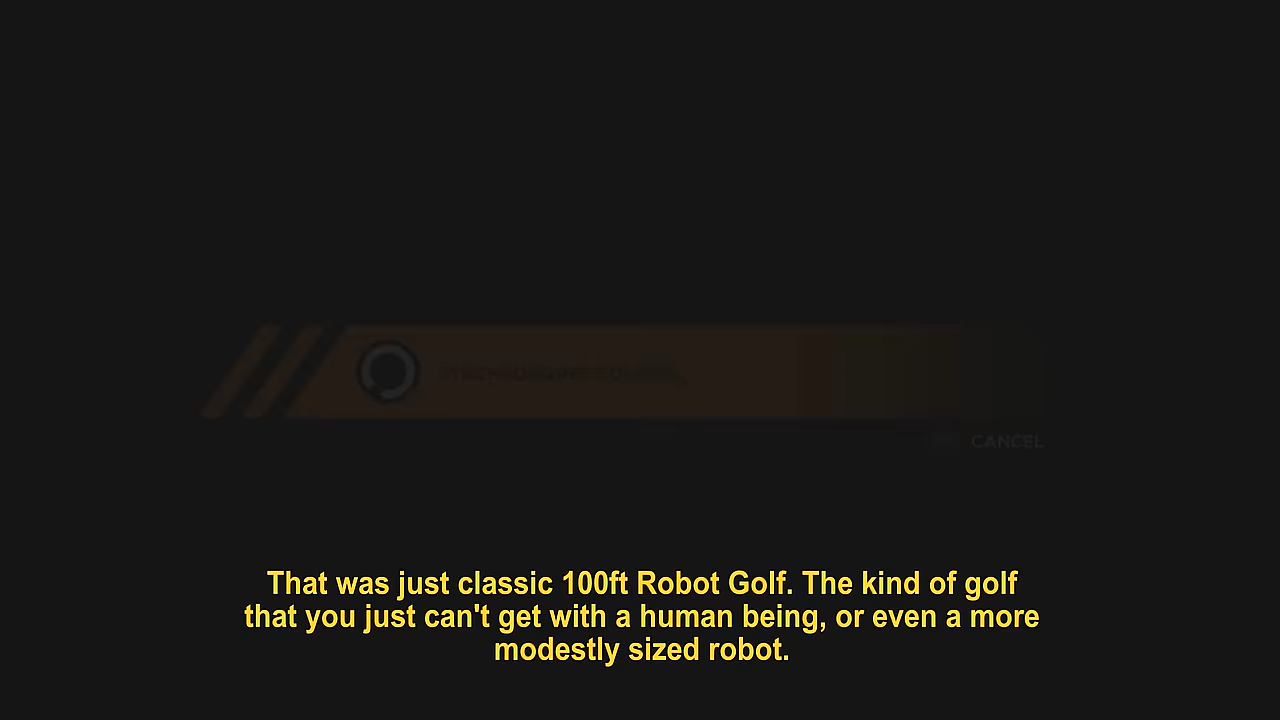 CANCEL
That was just classic 100ft Robot Golf. The kind of golf
that you just can't get with a human being, or even a more
modestly sized robot.